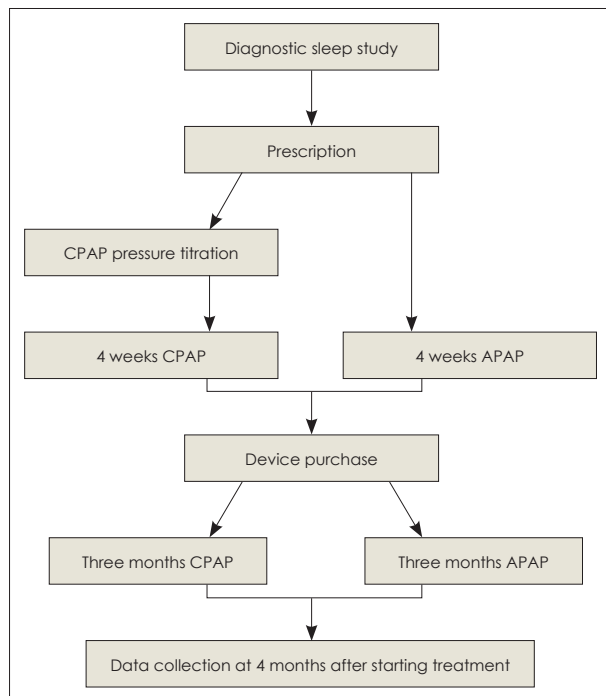 Diagnostic sleep study
Prescription
CPAP pressure titration
4 weeks CPAP
4 weeks APAP
Device purchase
Three months CPAP
Three months APAP
Data collection at 4 months after starting treatment